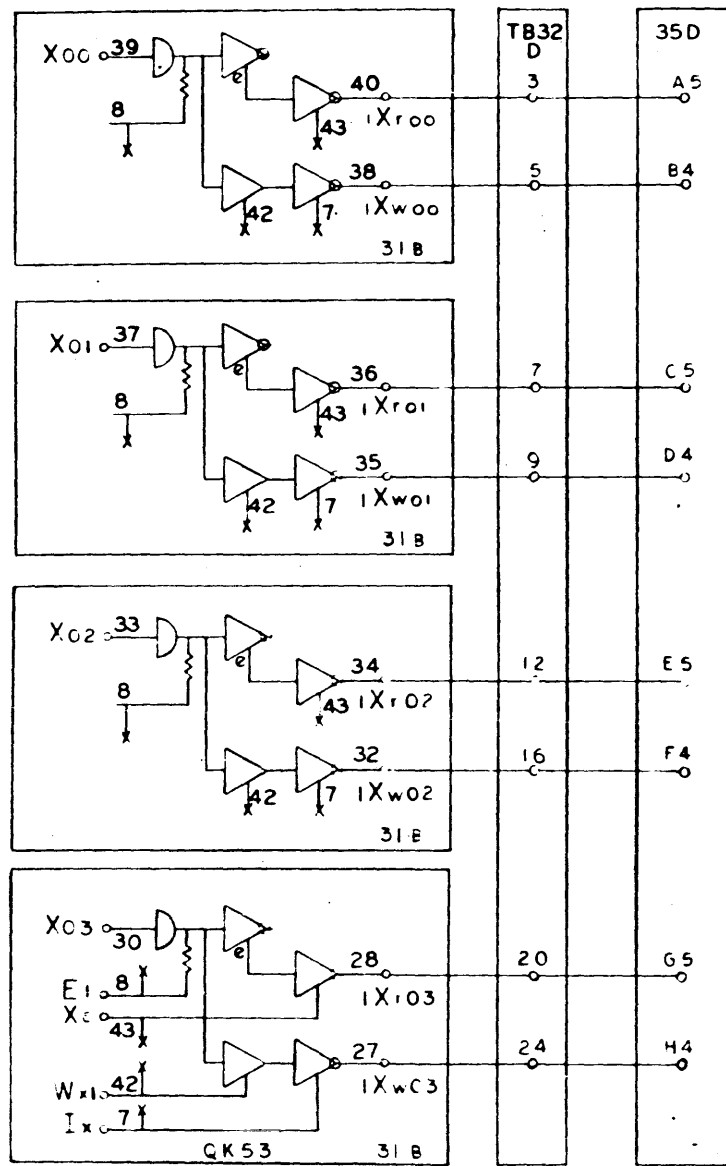 TB32 D
35D
X00 39 e 40 3 A5
8 43 1Xr00
38 5 B4
42 7 1Xw00
31B
X01 37 e 36 7 C5
8 43 1Xr01
35 9 D4
42 7 1Xw01
31B
X02 33 e 34 12 E5
8 43 1Xr02
32 16 F4
42 7 1Xw02
31B
X03 30 e 28 20 G5
E1 8 1Xr03
43
27 24 H4
Wx1 42 1XwC3
Ix 7
QK53 31B